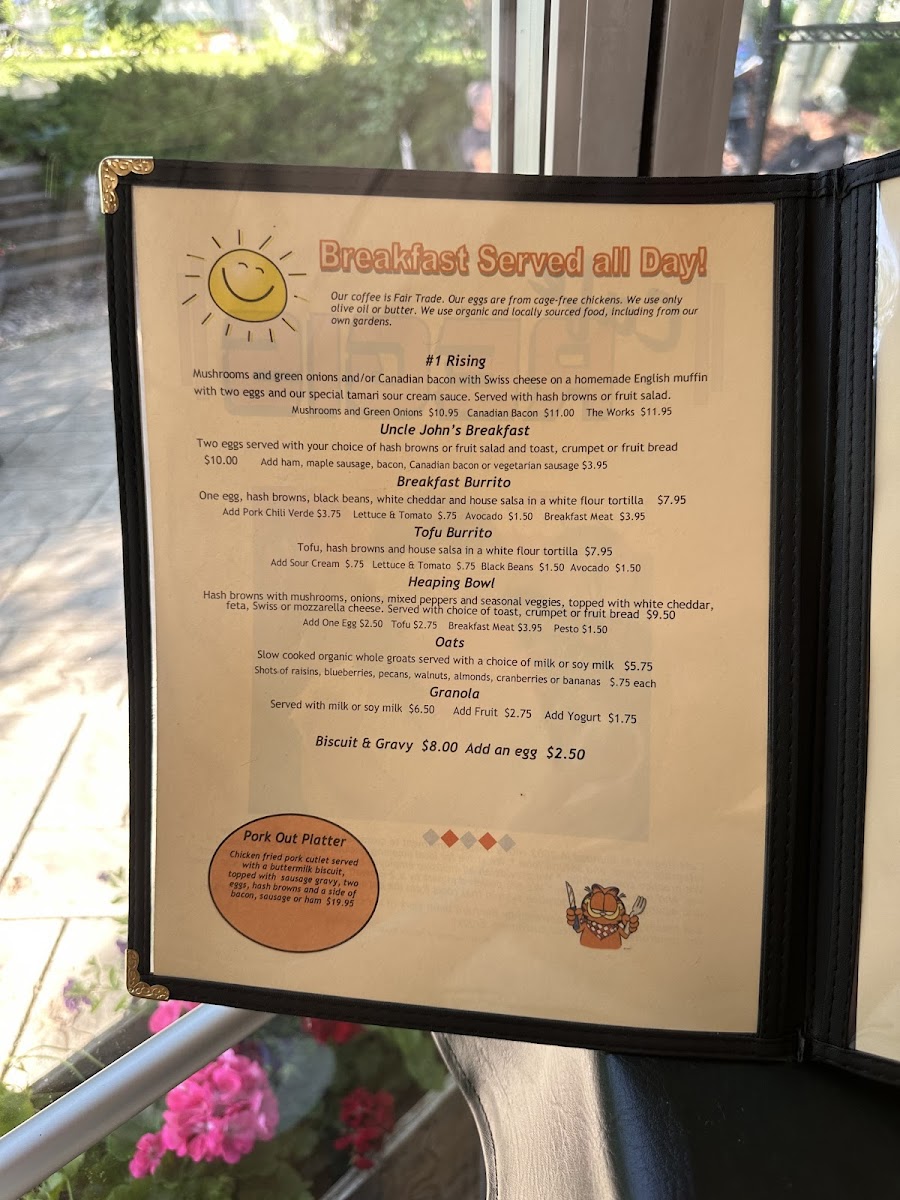 Breakfast Served all Day!
Our coffee is Fair Trade. Our eggs are from cage-free chickens. We use only
olive oil or butter. We use organic and locally sourced food, including from our
own gardens.
#1 Rising
Mushrooms and green onions and/or Canadian bacon with Swiss cheese on a homemade English muffin
with two eggs and our special tamari sour cream sauce. Served with hash browns or fruit salad.
Mushrooms and Green Onions $10.95 Canadian Bacon $11.00 The Works $11.95
Uncle John's Breakfast
Two eggs served with your choice of hash browns or fruit salad and toast, crumpet or fruit bread
$10.00 Add ham, maple sausage, bacon, Canadian bacon or vegetarian sausage $3.95
Breakfast Burrito
One egg, hash browns, black beans, white cheddar and house salsa in a white flour tortilla $7.95
Add Pork Chili Verde $3.75 Lettuce & Tomato $.75 Avocado $1.50 Breakfast Meat $3.95
Tofu Burrito
Tofu, hash browns and house salsa in a white flour tortilla $7.95
Add Sour Cream $.75 Lettuce & Tomato $.75 Black Beans $1.50 Avocado $1.50
Heaping Bowl
Hash browns with mushrooms, onions, mixed peppers and seasonal veggies, topped with white cheddar,
feta, Swiss or mozzarella cheese. Served with choice of toast, crumpet or fruit bread $9.50
Add One Egg $2.50 Tofu $2.75 Breakfast Meat $3.95 Pesto $1.50
Oats
Slow cooked organic whole groats served with a choice of milk or soy milk $5.75
Shots of raisins, blueberries, pecans, walnuts, almonds, cranberries or bananas $.75 each
Granola
Served with milk or soy milk $6.50 Add Fruit $2.75 Add Yogurt $1.75
Biscuit & Gravy $8.00 Add an egg $2.50
Pork Out Platter
Chicken fried pork cutlet served
with a buttermilk biscuit,
topped with sausage gravy, two
eggs, hash browns and a side of
bacon, sausage or ham $19.95